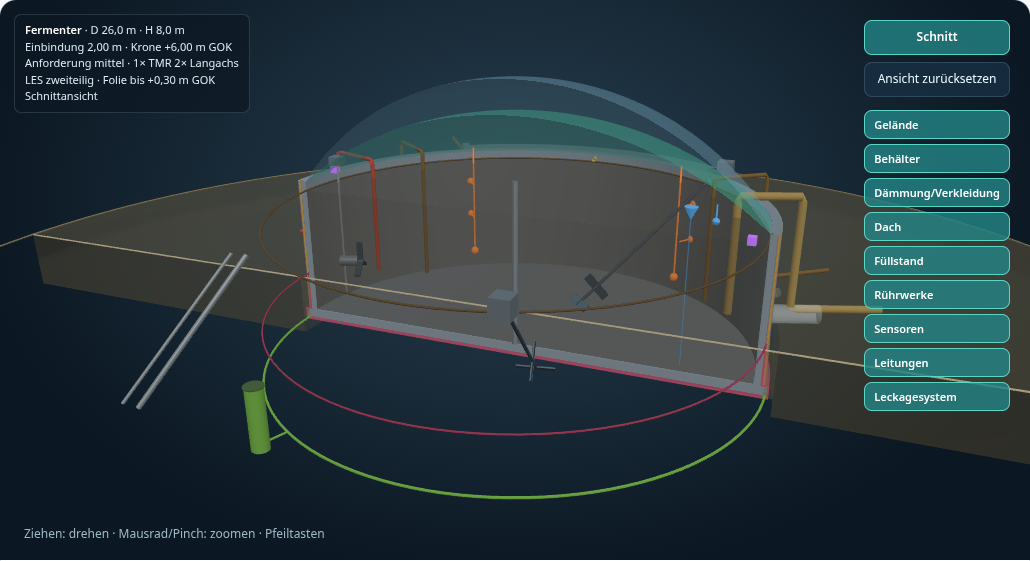 Fermenter · D 26,0 m · H 8,0 m
Einbindung 2,00 m · Krone +6,00 m GOK
Anforderung mittel · 1× TMR 2× Langachs
LES zweiteilig · Folie bis +0,30 m GOK
Schnittansicht
Schnitt
Ansicht zurücksetzen
Gelände
Behälter
Dämmung/Verkleidung
Dach
Füllstand
Rührwerke
Sensoren
Leitungen
Leckagesystem
Ziehen: drehen · Mausrad/Pinch: zoomen · Pfeiltasten